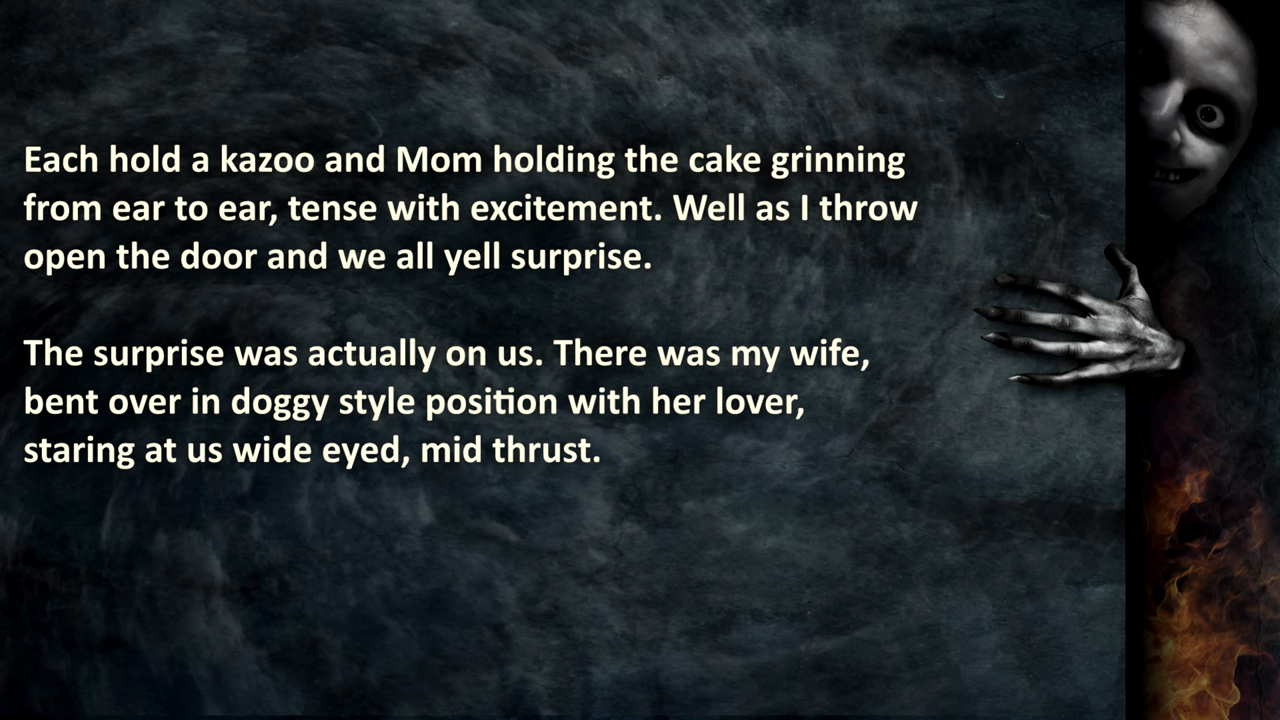 Each hold a kazoo and Mom holding the cake grinning
from ear to ear, tense with excitement. Well as I throw
open the door and we all yell surprise.
The surprise was actually on us. There was my wife,
bent over in doggy style position with her lover,
staring at us wide eyed, mid thrust.